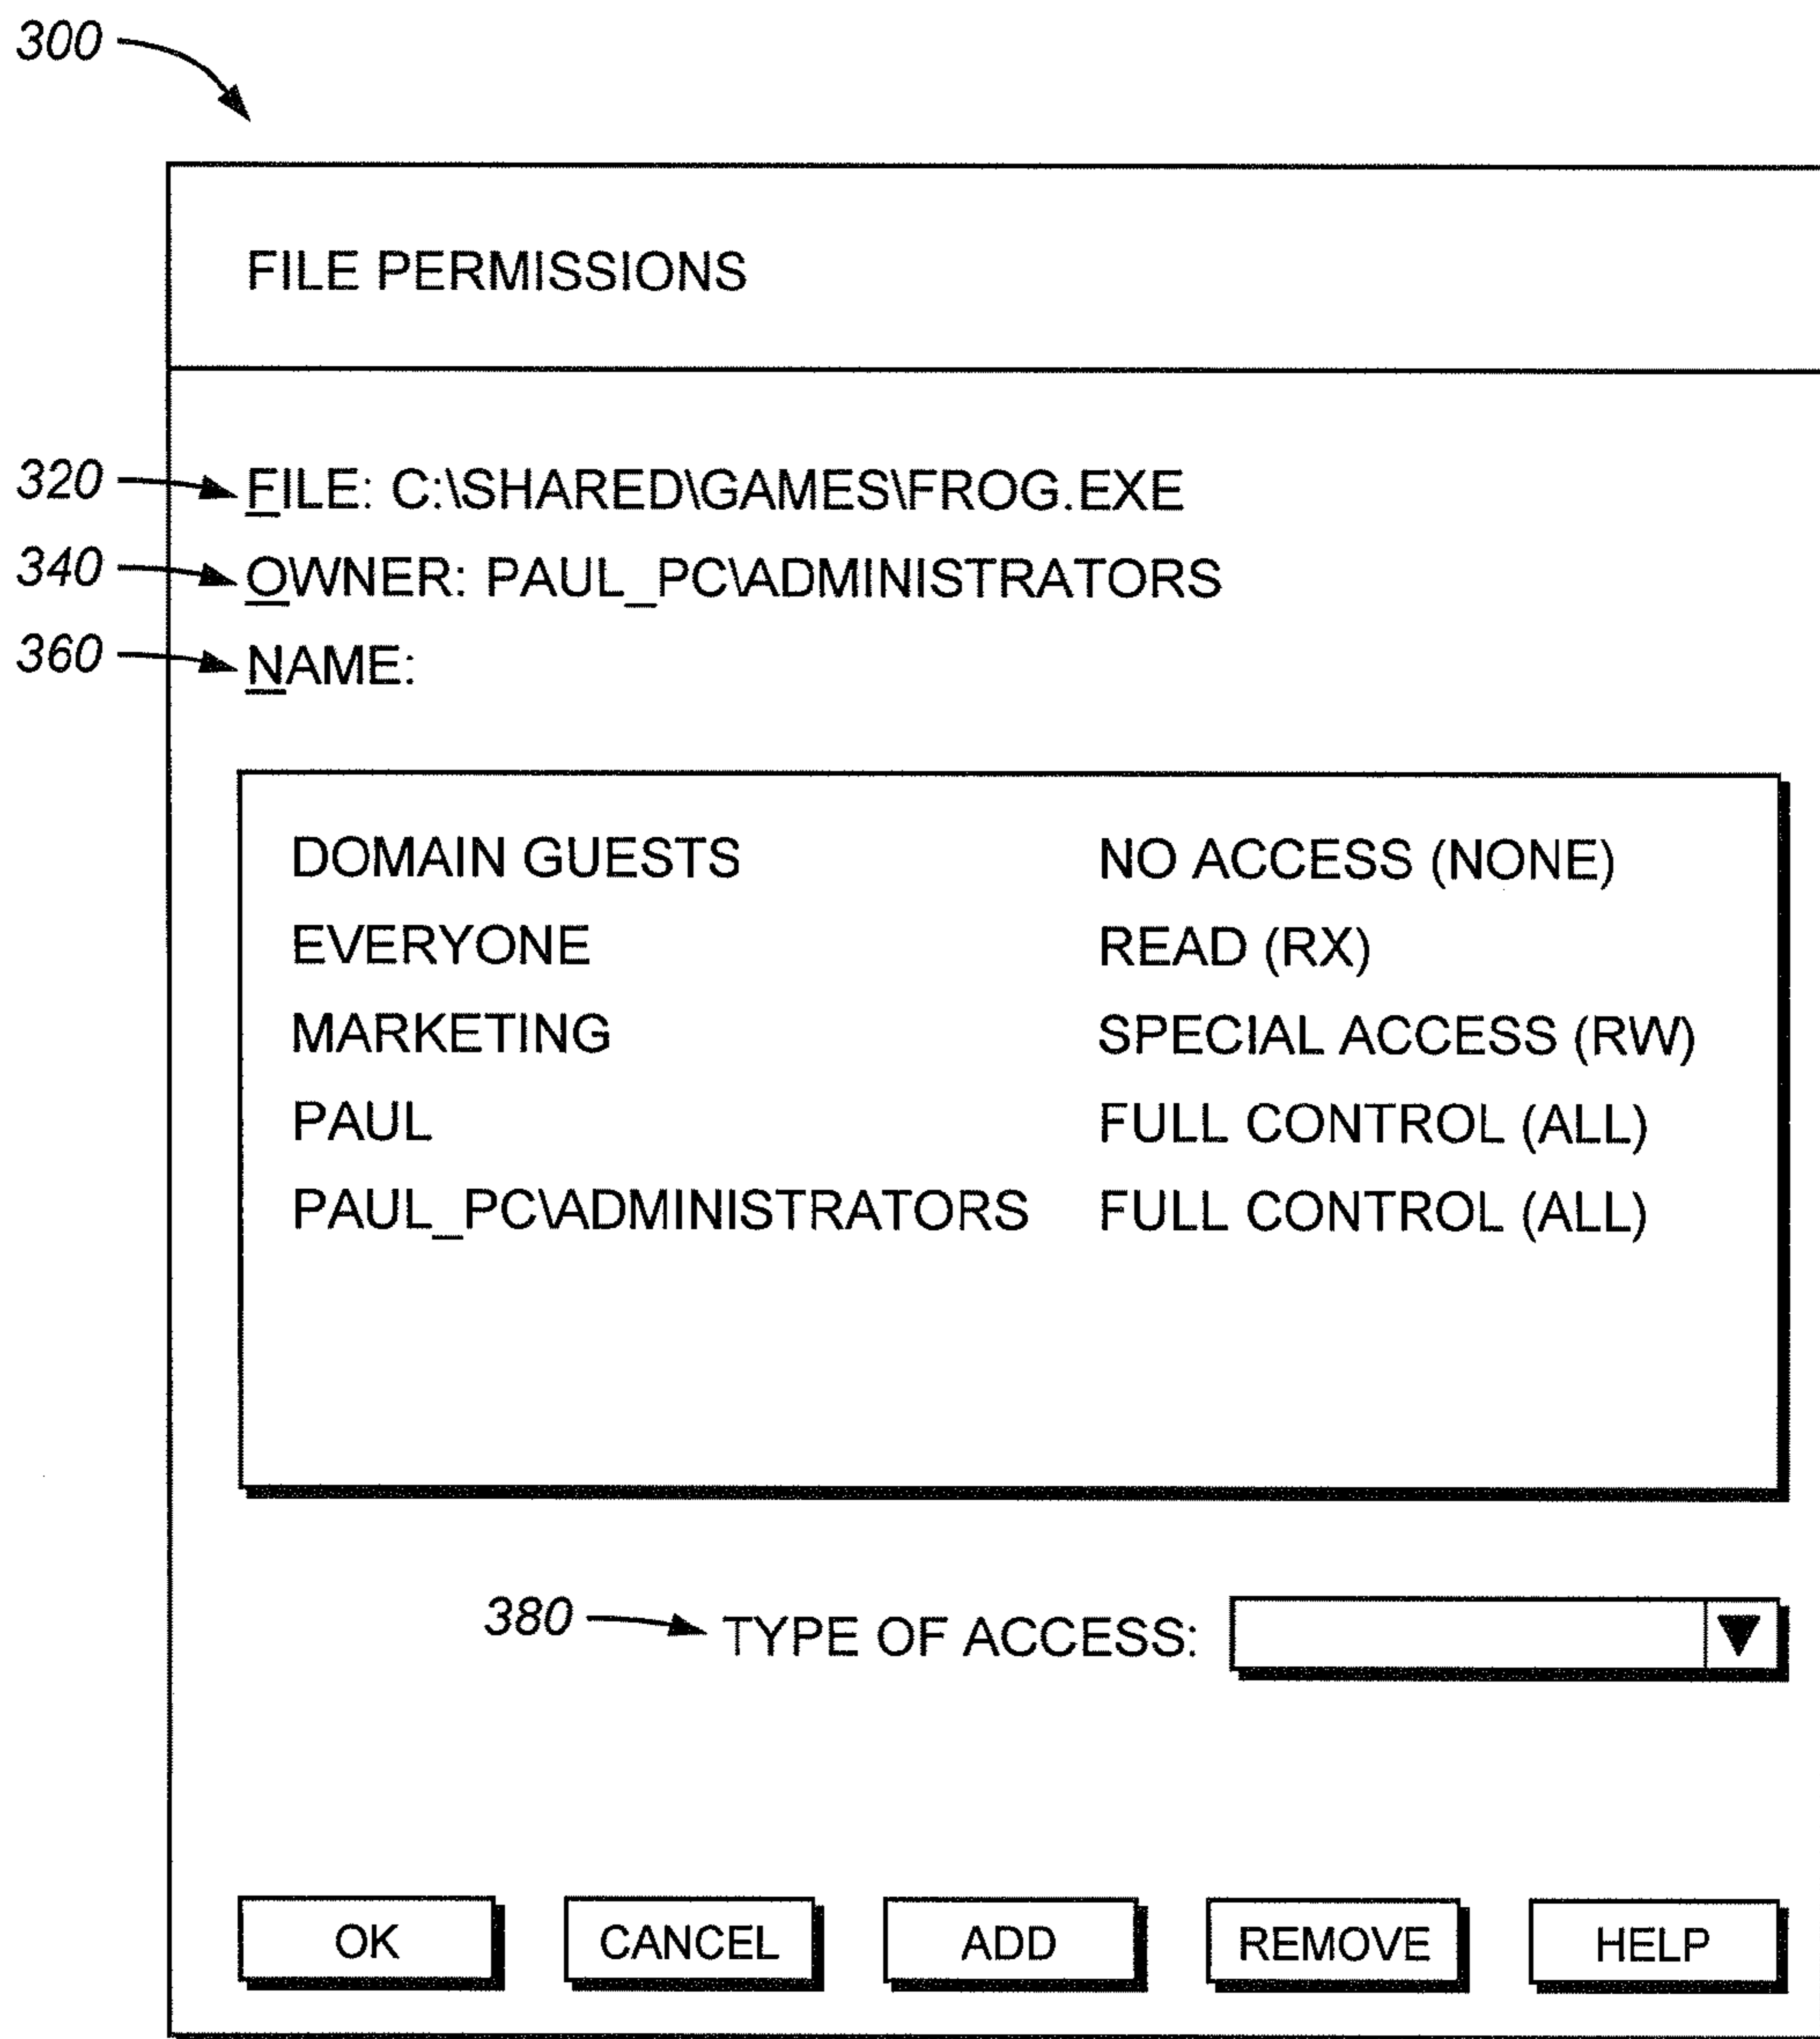 300
FILE PERMISSIONS
320 FILE: C:\SHARED\GAMES\FROG.EXE
340 OWNER: PAUL_PC\ADMINISTRATORS
360 NAME:
DOMAIN GUESTS NO ACCESS (NONE)
EVERYONE READ (RX)
MARKETING SPECIAL ACCESS (RW)
PAUL FULL CONTROL (ALL)
PAUL_PC\ADMINISTRATORS FULL CONTROL (ALL)
380 TYPE OF ACCESS:
OK CANCEL ADD REMOVE HELP